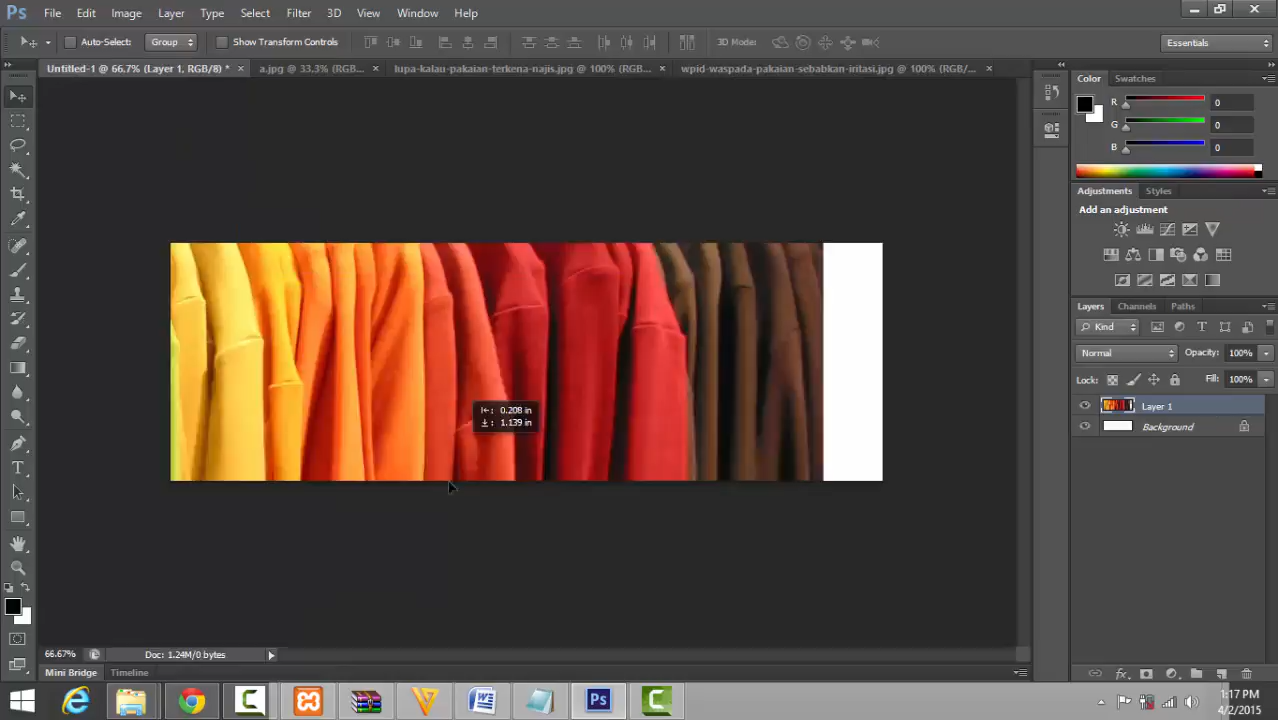 Ps File Edit Image Layer Type Select Filter 3D View Window Help
Auto-Select: Group Show Transform Controls 3D Mode: Essentials
Untitled-1 @ 66.7% (Layer 1, RGB/8) * a.jpg @ 33.3% (RGB... lupa-kalau-pakaian-terkena-najis.jpg @ 100% (RGB... wpid-waspada-pakaian-sebabkan-iritasi.jpg @ 100% (RGB/...
Color Swatches
R 0
G 0
B 0
Adjustments Styles
Add an adjustment
Layers Channels Paths
Kind
Normal Opacity: 100%
Lock: Fill: 100%
Layer 1
Background
0.208 in
1.139 in
66.67% Doc: 1.24M/0 bytes
Mini Bridge Timeline
1:17 PM
4/2/2015